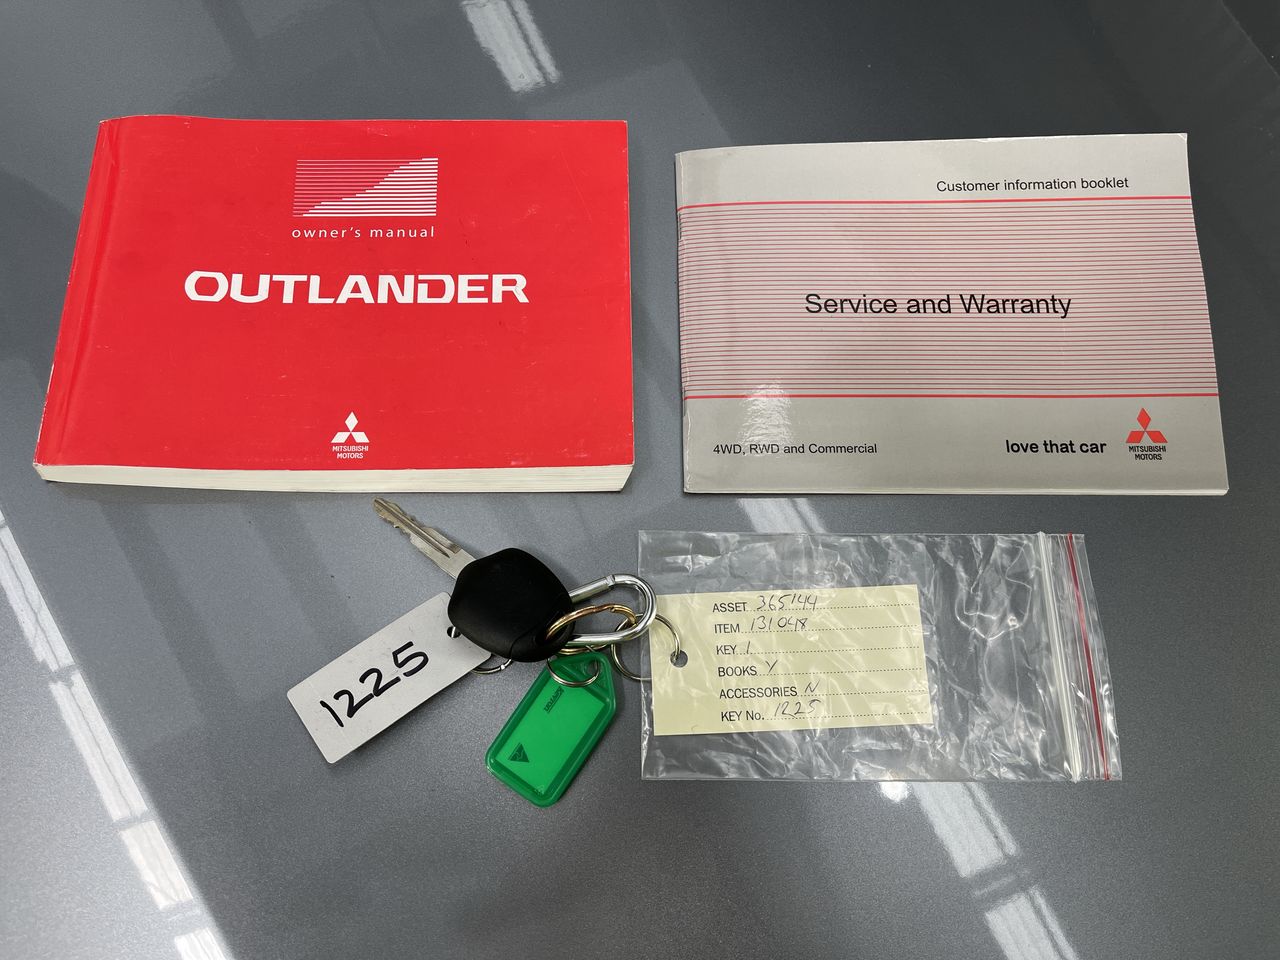 owner's manual
OUTLANDER
MITSUBISHI
MOTORS
Customer information booklet
Service and Warranty
4WD, RWD and Commercial
love that car
MITSUBISHI
MOTORS
1225
ASSET 365144
ITEM 131048
KEY 1
BOOKS Y
ACCESSORIES N
KEY No. 1225